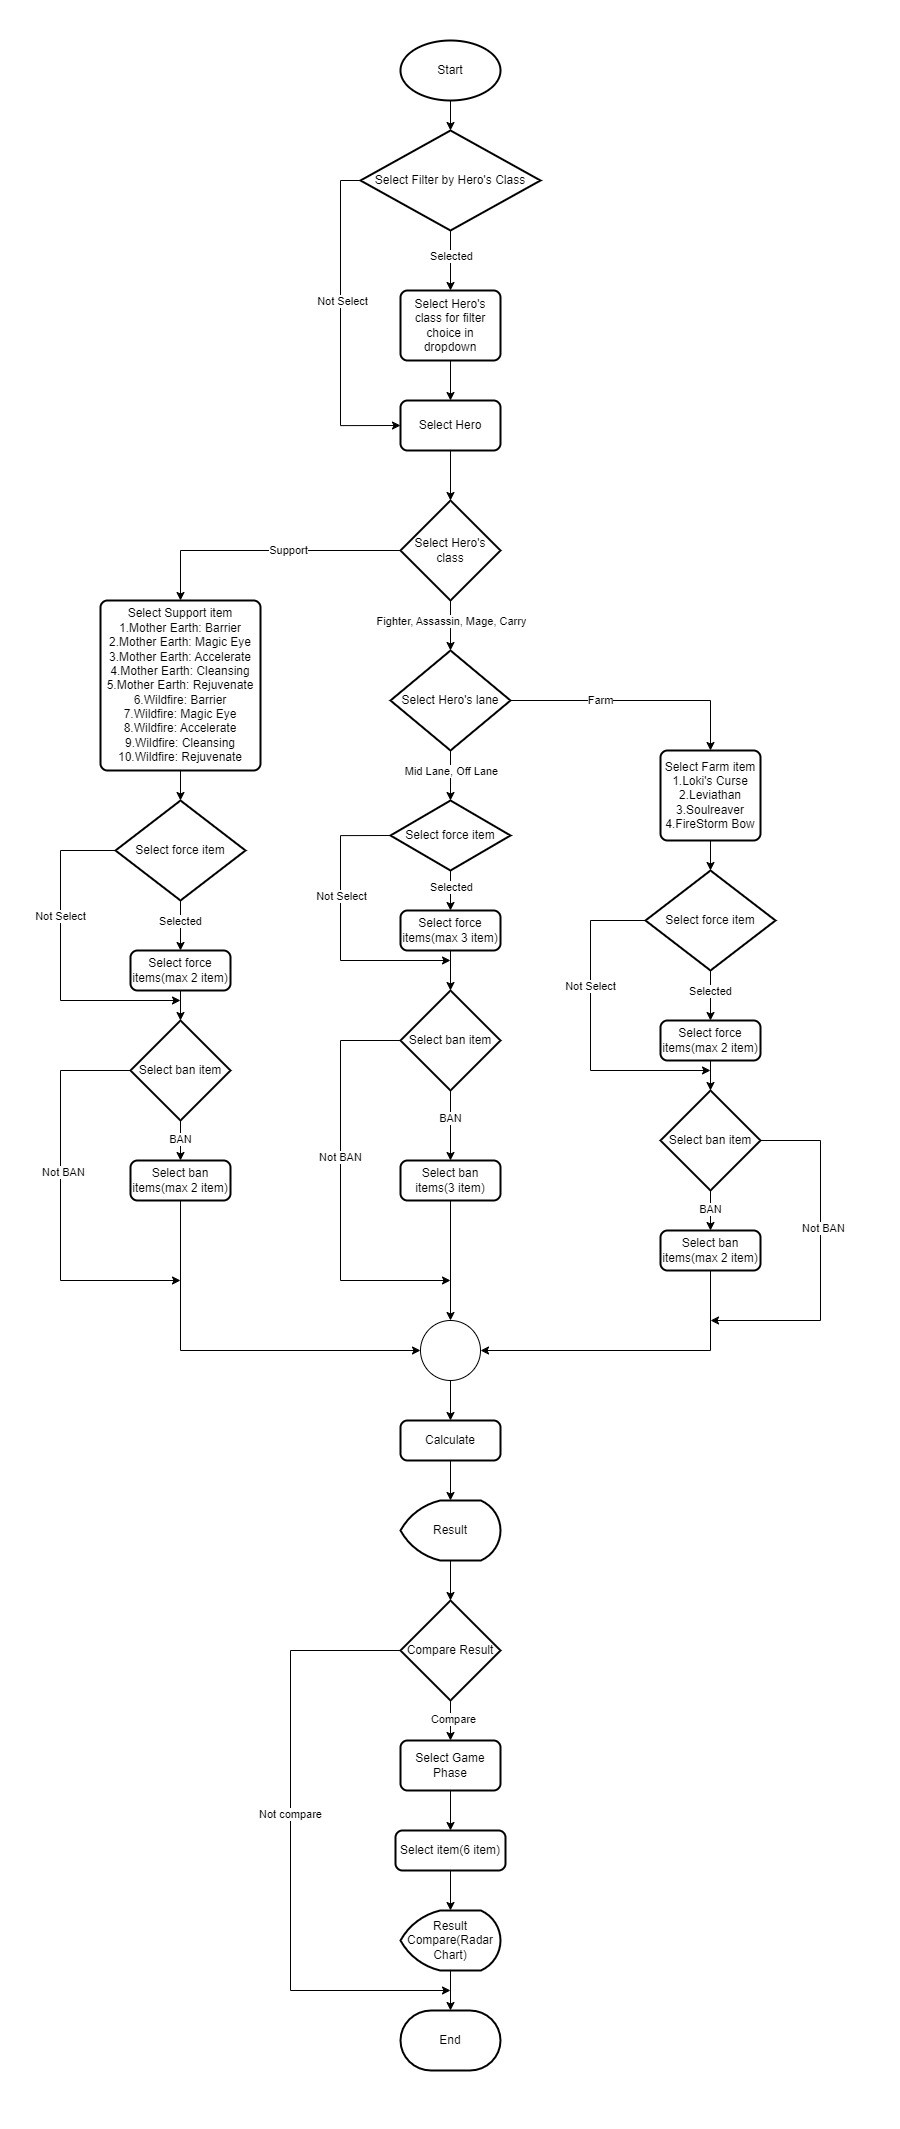 Start
Select Filter by Hero's Class
Selected
Not Select
Select Hero's
class for filter
choice in
dropdown
Select Hero
Select Hero's
class
Support
Fighter, Assassin, Mage, Carry
Select Support item
1.Mother Earth: Barrier
2.Mother Earth: Magic Eye
3.Mother Earth: Accelerate
4.Mother Earth: Cleansing
5.Mother Earth: Rejuvenate
6.Wildfire: Barrier
7.Wildfire: Magic Eye
8.Wildfire: Accelerate
9.Wildfire: Cleansing
10.Wildfire: Rejuvenate
Select force item
Not Select
Selected
Select force
items(max 2 item)
Select ban item
BAN
Not BAN
Select ban
items(max 2 item)
Select Hero's lane
Farm
Mid Lane, Off Lane
Select force item
Selected
Not Select
Select force
items(max 3 item)
Select ban item
BAN
Not BAN
Select ban
items(3 item)
Select Farm item
1.Loki's Curse
2.Leviathan
3.Soulreaver
4.FireStorm Bow
Select force item
Not Select
Selected
Select force
items(max 2 item)
Select ban item
BAN
Not BAN
Select ban
items(max 2 item)
Calculate
Result
Compare Result
Compare
Not compare
Select Game
Phase
Select item(6 item)
Result
Compare(Radar
Chart)
End